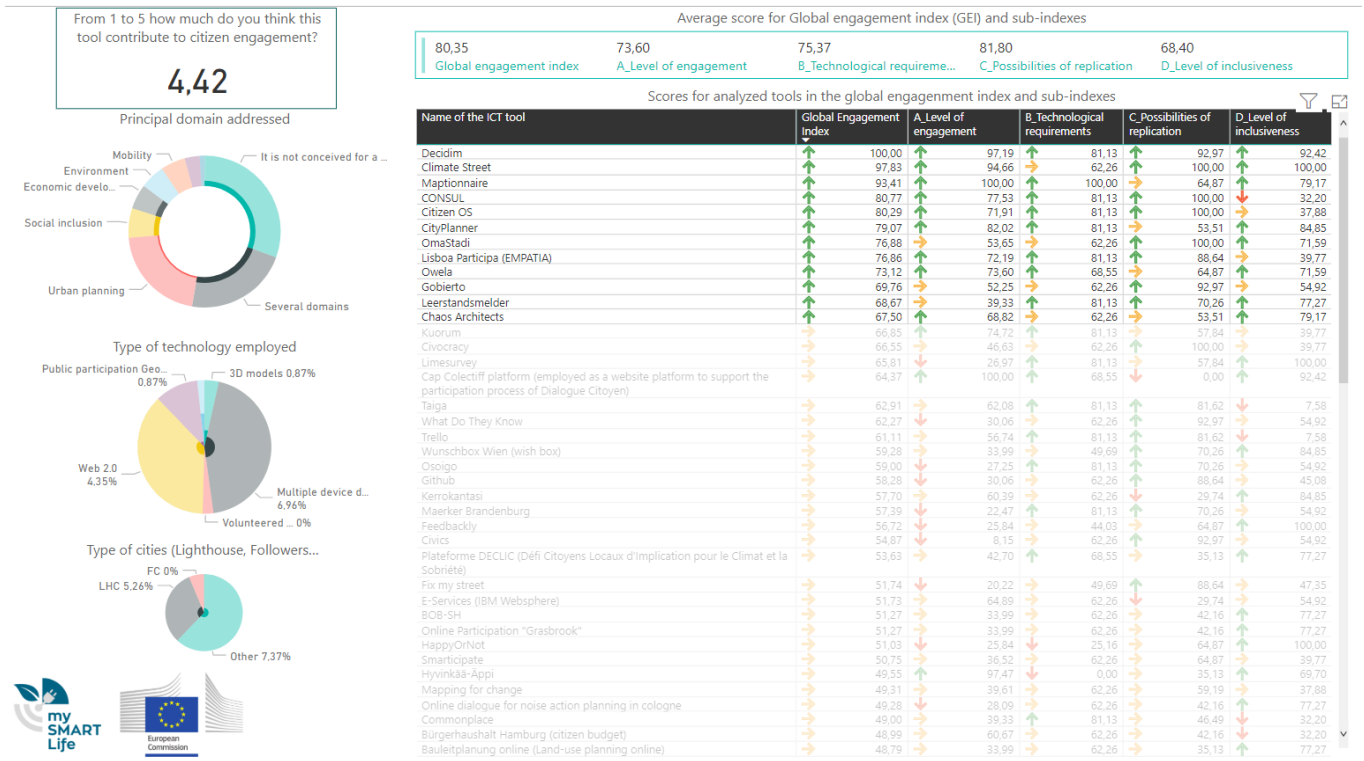 From 1 to 5 how much do you think this
tool contribute to citizen engagement?
4,42
Principal domain addressed
Mobility
It is not conceived for a ...
Environment
Economic develo...
Social inclusion
Urban planning
Several domains
Type of technology employed
Public participation Geo...
0,87%
3D models 0,87%
Web 2.0
4,35%
Multiple device d...
6,96%
Volunteered ... 0%
Type of cities (Lighthouse, Followers...
FC 0%
LHC 5,26%
Other 7,37%
my
SMART
Life
European
Commission
Average score for Global engagement index (GEI) and sub-indexes
80,35 73,60 75,37 81,80 68,40
Global engagement index A_Level of engagement B_Technological requireme... C_Possibilities of replication D_Level of inclusiveness
Scores for analyzed tools in the global engagenment index and sub-indexes
Name of the ICT tool Global Engagement A_Level of B_Technological C_Possibilities of D_Level of
Index engagement requirements replication inclusiveness
Decidim 100,00 97,19 81,13 92,97 92,42
Climate Street 97,83 94,66 62,26 100,00 100,00
Maptionnaire 93,41 100,00 100,00 64,87 79,17
CONSUL 80,77 77,53 81,13 100,00 32,20
Citizen OS 80,29 71,91 81,13 100,00 37,88
CityPlanner 79,07 82,02 81,13 53,51 84,85
OmaStadi 76,88 53,65 62,26 100,00 71,59
Lisboa Participa (EMPATIA) 76,86 72,19 81,13 88,64 39,77
Owela 73,12 73,60 68,55 64,87 71,59
Gobierto 69,76 52,25 62,26 92,97 54,92
Leerstandsmelder 68,67 39,33 81,13 70,26 77,27
Chaos Architects 67,50 68,82 62,26 53,51 79,17
Kuorum 66,85 74,72 81,13 57,84 39,77
Civocracy 66,55 46,63 62,26 100,00 39,77
Limesurvey 65,81 26,97 81,13 57,84 100,00
Cap Colectiff platform (employed as a website platform to support the 64,37 100,00 68,55 0,00 92,42
participation process of Dialogue Citoyen)
Taiga 62,91 62,08 81,13 81,62 7,58
What Do They Know 62,27 30,06 62,26 92,97 54,92
Trello 61,11 56,74 81,13 81,62 7,58
Wunschbox Wien (wish box) 59,28 33,99 49,69 70,26 84,85
Osoigo 59,00 27,25 81,13 70,26 54,92
Github 58,28 30,06 62,26 88,64 45,08
Kerrokantasi 57,70 60,39 62,26 29,74 84,85
Maerker Brandenburg 57,39 22,47 81,13 70,26 54,92
Feedbackly 56,72 25,84 44,03 64,87 100,00
Civics 54,87 8,15 62,26 92,97 54,92
Plateforme DECLIC (Défi Citoyens Locaux d'Implication pour le Climat et la 53,63 42,70 68,55 35,13 77,27
Sobriété)
Fix my street 51,74 20,22 49,69 88,64 47,35
E-Services (IBM Websphere) 51,73 64,89 62,26 29,74 54,92
BOB-SH 51,27 33,99 62,26 42,16 77,27
Online Participation "Grasbrook" 51,27 33,99 62,26 42,16 77,27
HappyOrNot 51,03 25,84 25,16 64,87 100,00
Smarticipate 50,75 36,52 62,26 64,87 39,77
Hyvinkää-Äppi 49,55 97,47 0,00 35,13 69,70
Mapping for change 49,31 39,61 62,26 59,19 37,88
Online dialogue for noise action planning in cologne 49,28 28,09 62,26 42,16 77,27
Commonplace 49,00 39,33 81,13 46,49 32,20
Bürgerhaushalt Hamburg (citizen budget) 48,99 60,67 62,26 42,16 32,20
Bauleitplanung online (Land-use planning online) 48,79 33,99 62,26 35,13 77,27